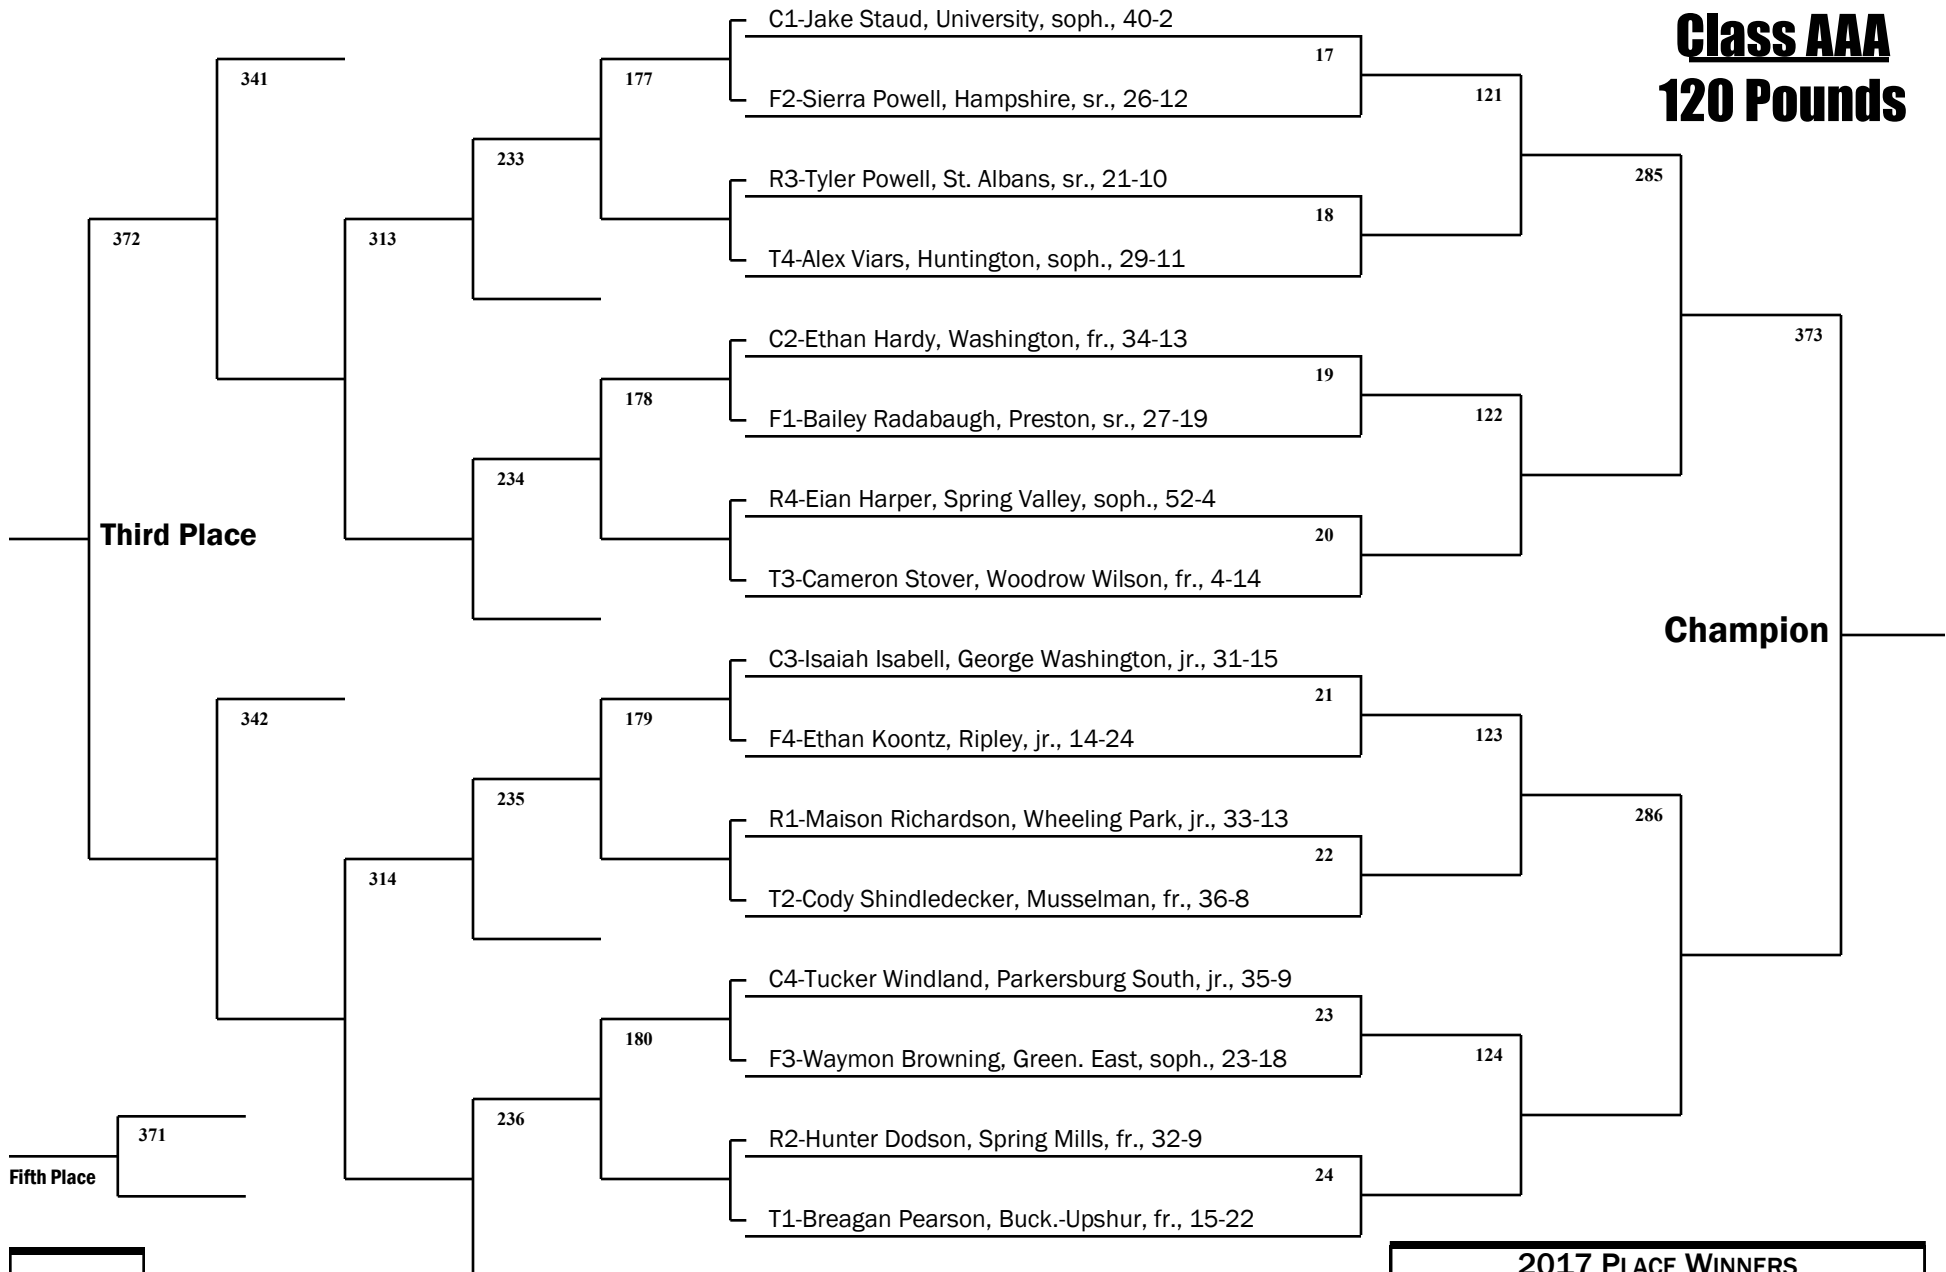 C1-Jake Staud, University, soph., 40-2
Class AAA
120 Pounds
17
341
177
121
F2-Sierra Powell, Hampshire, sr., 26-12
233
285
R3-Tyler Powell, St. Albans, sr., 21-10
18
372
313
T4-Alex Viars, Huntington, soph., 29-11
C2-Ethan Hardy, Washington, fr., 34-13
373
19
178
122
F1-Bailey Radabaugh, Preston, sr., 27-19
234
R4-Eian Harper, Spring Valley, soph., 52-4
Third Place
20
T3-Cameron Stover, Woodrow Wilson, fr., 4-14
Champion
C3-Isaiah Isabell, George Washington, jr., 31-15
21
342
179
123
F4-Ethan Koontz, Ripley, jr., 14-24
235
286
R1-Maison Richardson, Wheeling Park, jr., 33-13
22
314
T2-Cody Shindledecker, Musselman, fr., 36-8
C4-Tucker Windland, Parkersburg South, jr., 35-9
23
180
124
F3-Waymon Browning, Green. East, soph., 23-18
236
371
R2-Hunter Dodson, Spring Mills, fr., 32-9
Fifth Place
24
T1-Breagan Pearson, Buck.-Upshur, fr., 15-22
2017 PLACE WINNERS